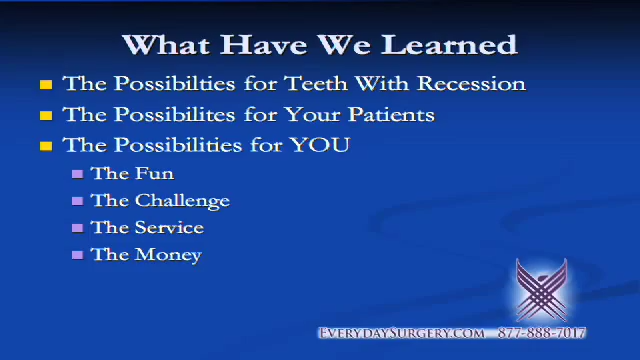 What Have We Learned
The Possibilties for Teeth With Recession
The Possibilites for Your Patients
The Possibilities for YOU
The Fun
The Challenge
The Service
The Money
EverydaySurgery.com 877-888-7017